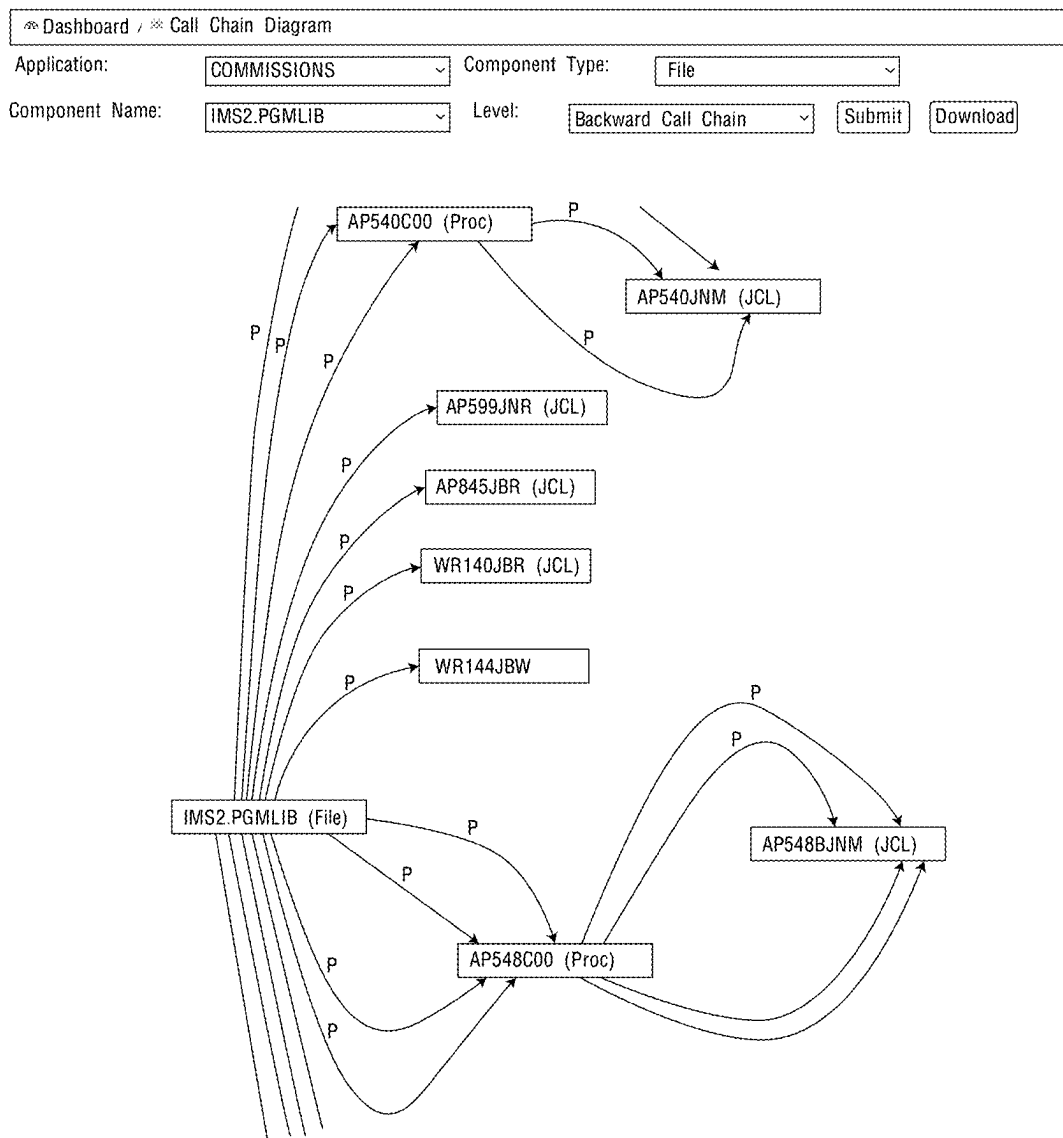 Dashboard / Call Chain Diagram
Application: COMMISSIONS Component Type: File
Component Name: IMS2.PGMLIB Level: Backward Call Chain Submit Download
AP540C00 (Proc)
P
AP540JNM (JCL)
P
P
P
P
AP599JNR (JCL)
P
AP845JBR (JCL)
P
WR140JBR (JCL)
P
WR144JBW
P
P
P
IMS2.PGMLIB (File)
P
AP548BJNM (JCL)
P
AP548C00 (Proc)
P
P